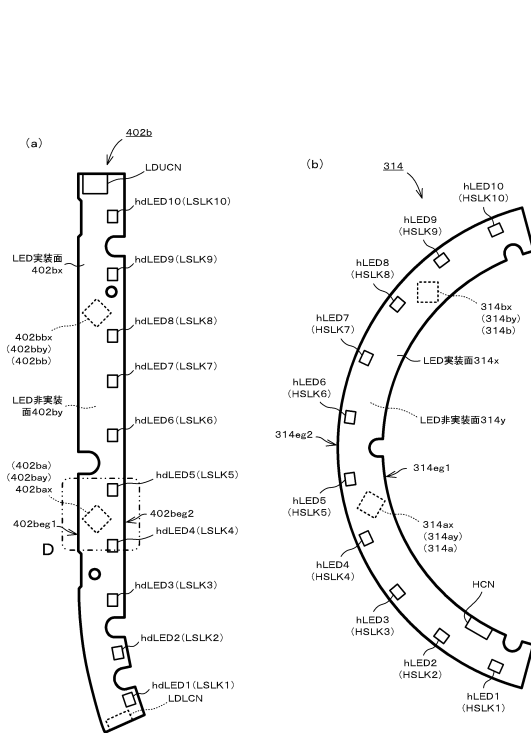 (a)
402b
LDUCN
hdLED10(LSLK10)
LED実装面
402bx
hdLED9(LSLK9)
402bbx
(402bby)
(402bb)
hdLED8(LSLK8)
hdLED7(LSLK7)
LED非実装
面402by
hdLED6(LSLK6)
(402ba)
(402bay)
402bax
hdLED5(LSLK5)
402beg1
402beg2
D
hdLED4(LSLK4)
hdLED3(LSLK3)
hdLED2(LSLK2)
hdLED1(LSLK1)
LDLCN
(b)
314
hLED10
(HSLK10)
hLED9
(HSLK9)
hLED8
(HSLK8)
314bx
(314by)
(314b)
hLED7
(HSLK7)
LED実装面314x
hLED6
(HSLK6)
LED非実装面314y
314eg2
314eg1
hLED5
(HSLK5)
314ax
(314ay)
(314a)
hLED4
(HSLK4)
HCN
hLED3
(HSLK3)
hLED2
(HSLK2)
hLED1
(HSLK1)